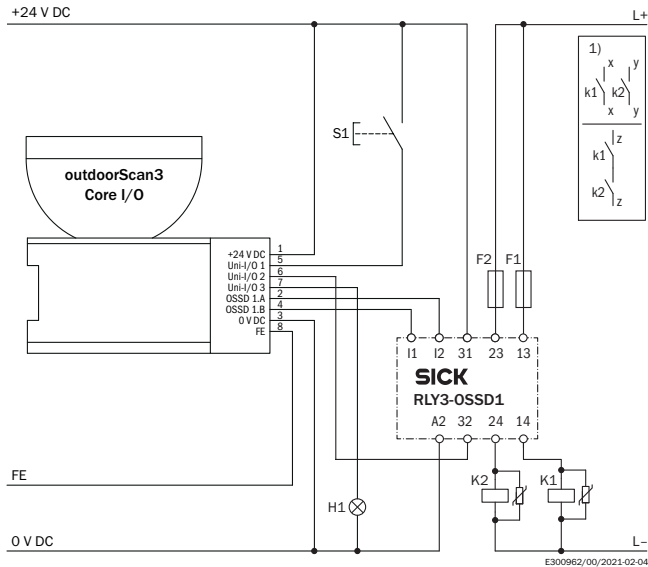 +24 V DC
L+
1)
x y
k1 k2
x y
z
k1
k2
z
S1
outdoorScan3
Core I/O
+24 V DC 1
Uni-I/O 1 5
Uni-I/O 2 6
Uni-I/O 3 7
OSSD 1.A 2
OSSD 1.B 4
0 V DC 3
FE 8
F2 F1
I1 I2 31 23 13
SICK
RLY3-OSSD1
A2 32 24 14
FE
K2 K1
H1
0 V DC
L–
E300962/00/2021-02-04